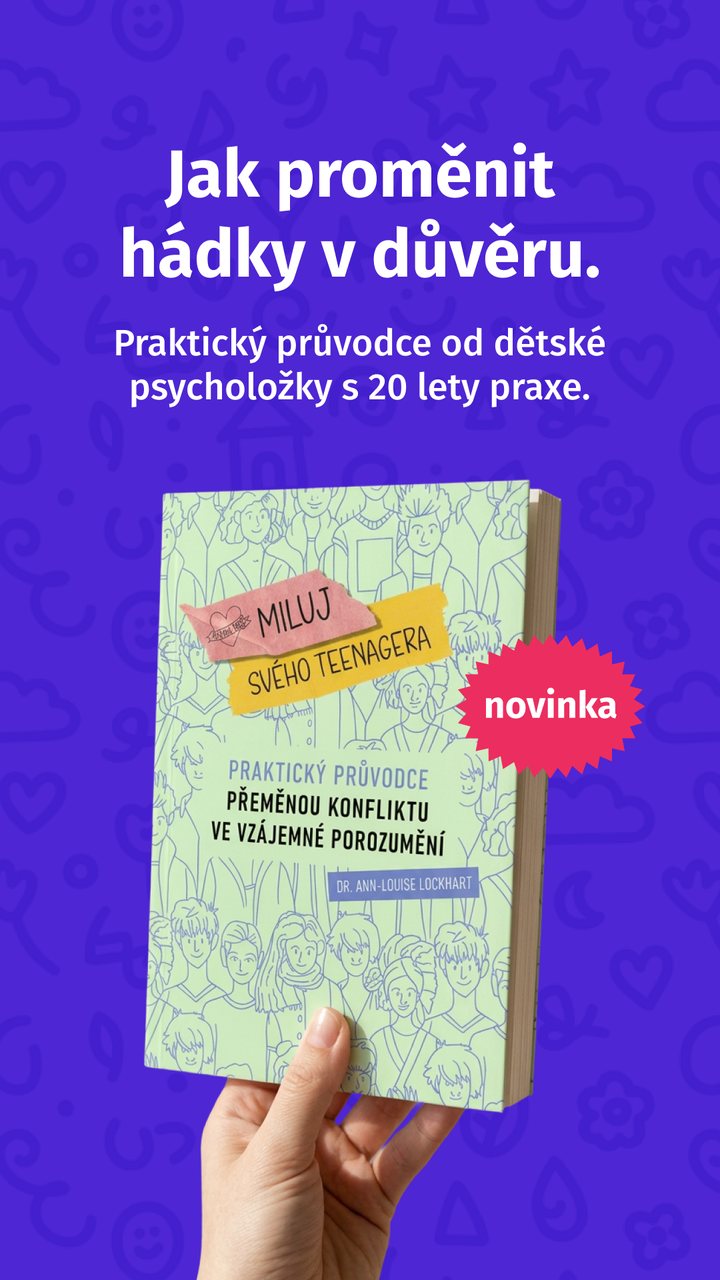 Jak proměnit
hádky v důvěru.
Praktický průvodce od dětské
psycholožky s 20 lety praxe.
MILUJ
SVÉHO TEENAGERA
novinka
PRAKTICKÝ PRŮVODCE
PŘEMĚNOU KONFLIKTU
VE VZÁJEMNÉ POROZUMĚNÍ
DR. ANN-LOUISE LOCKHART